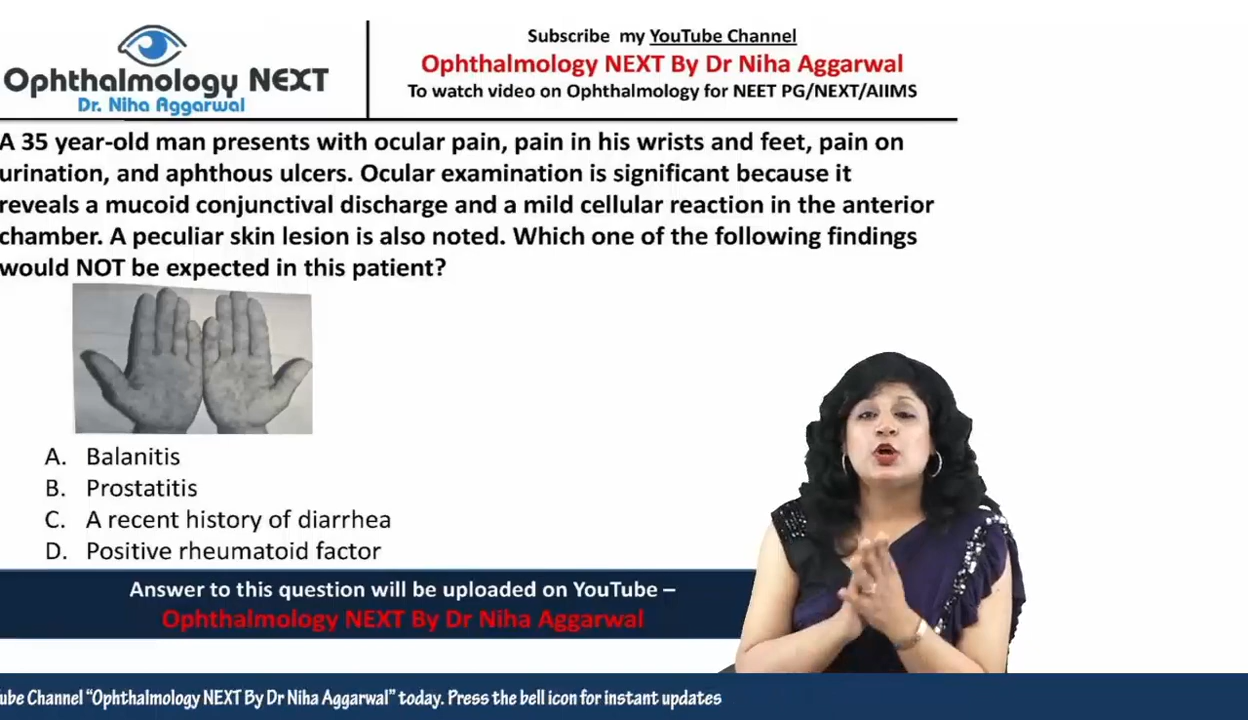 Ophthalmology NEXT
Dr. Niha Aggarwal
Subscribe my YouTube Channel
Ophthalmology NEXT By Dr Niha Aggarwal
To watch video on Ophthalmology for NEET PG/NEXT/AIIMS
A 35 year-old man presents with ocular pain, pain in his wrists and feet, pain on
urination, and aphthous ulcers. Ocular examination is significant because it
reveals a mucoid conjunctival discharge and a mild cellular reaction in the anterior
chamber. A peculiar skin lesion is also noted. Which one of the following findings
would NOT be expected in this patient?
A. Balanitis
B. Prostatitis
C. A recent history of diarrhea
D. Positive rheumatoid factor
Answer to this question will be uploaded on YouTube –
Ophthalmology NEXT By Dr Niha Aggarwal
ube Channel “Ophthalmology NEXT By Dr Niha Aggarwal” today. Press the bell icon for instant updates